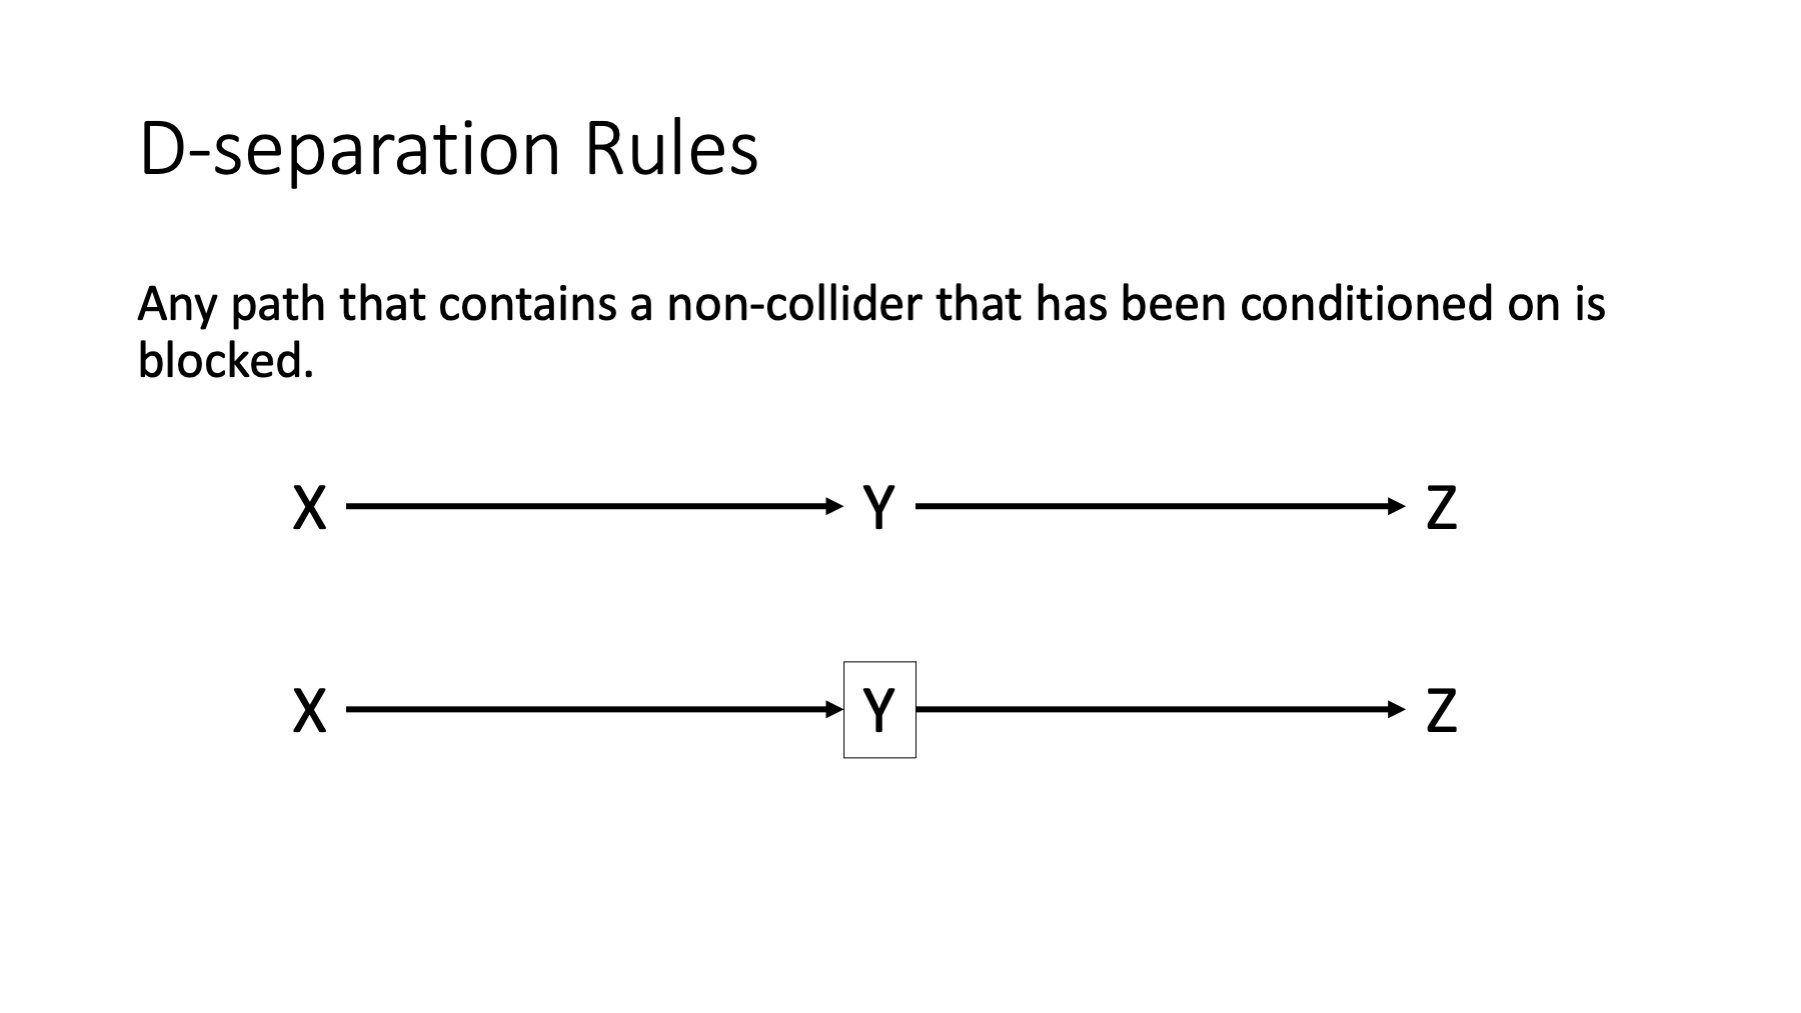 D-separation Rules
Any path that contains a non-collider that has been conditioned on is
blocked.
X Y Z
X Y Z